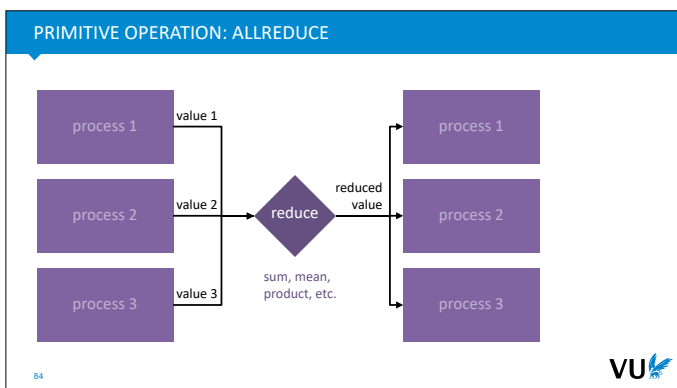 PRIMITIVE OPERATION: ALLREDUCE
process 1
value 1
process 1
process 2
value 2
reduce
reduced
value
process 2
sum, mean,
product, etc.
process 3
value 3
process 3
84
VU